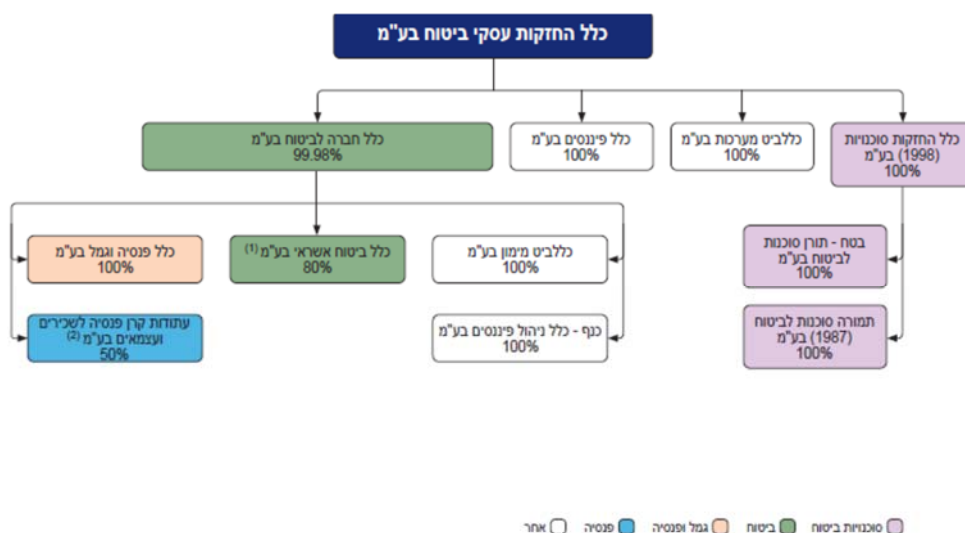 כלל החזקות עסקי ביטוח בע"מ
כלל החזקות סוכנויות
(1998) בע"מ
100%
כללביט מערכות בע"מ
100%
כלל פיננסים בע"מ
100%
כלל חברה לביטוח בע"מ
99.98%
בטח - תורן סוכנות
לביטוח בע"מ
100%
תמורה סוכנות לביטוח
(1987) בע"מ
100%
כללביט מימון בע"מ
100%
כנף - כלל ניהול פיננסים בע"מ
100%
כלל ביטוח אשראי בע"מ (1)
80%
כלל פנסיה וגמל בע"מ
100%
עתודות קרן פנסיה לשכירים
ועצמאים בע"מ (2)
50%
סוכנויות ביטוח ביטוח גמל ופנסיה פנסיה אחר